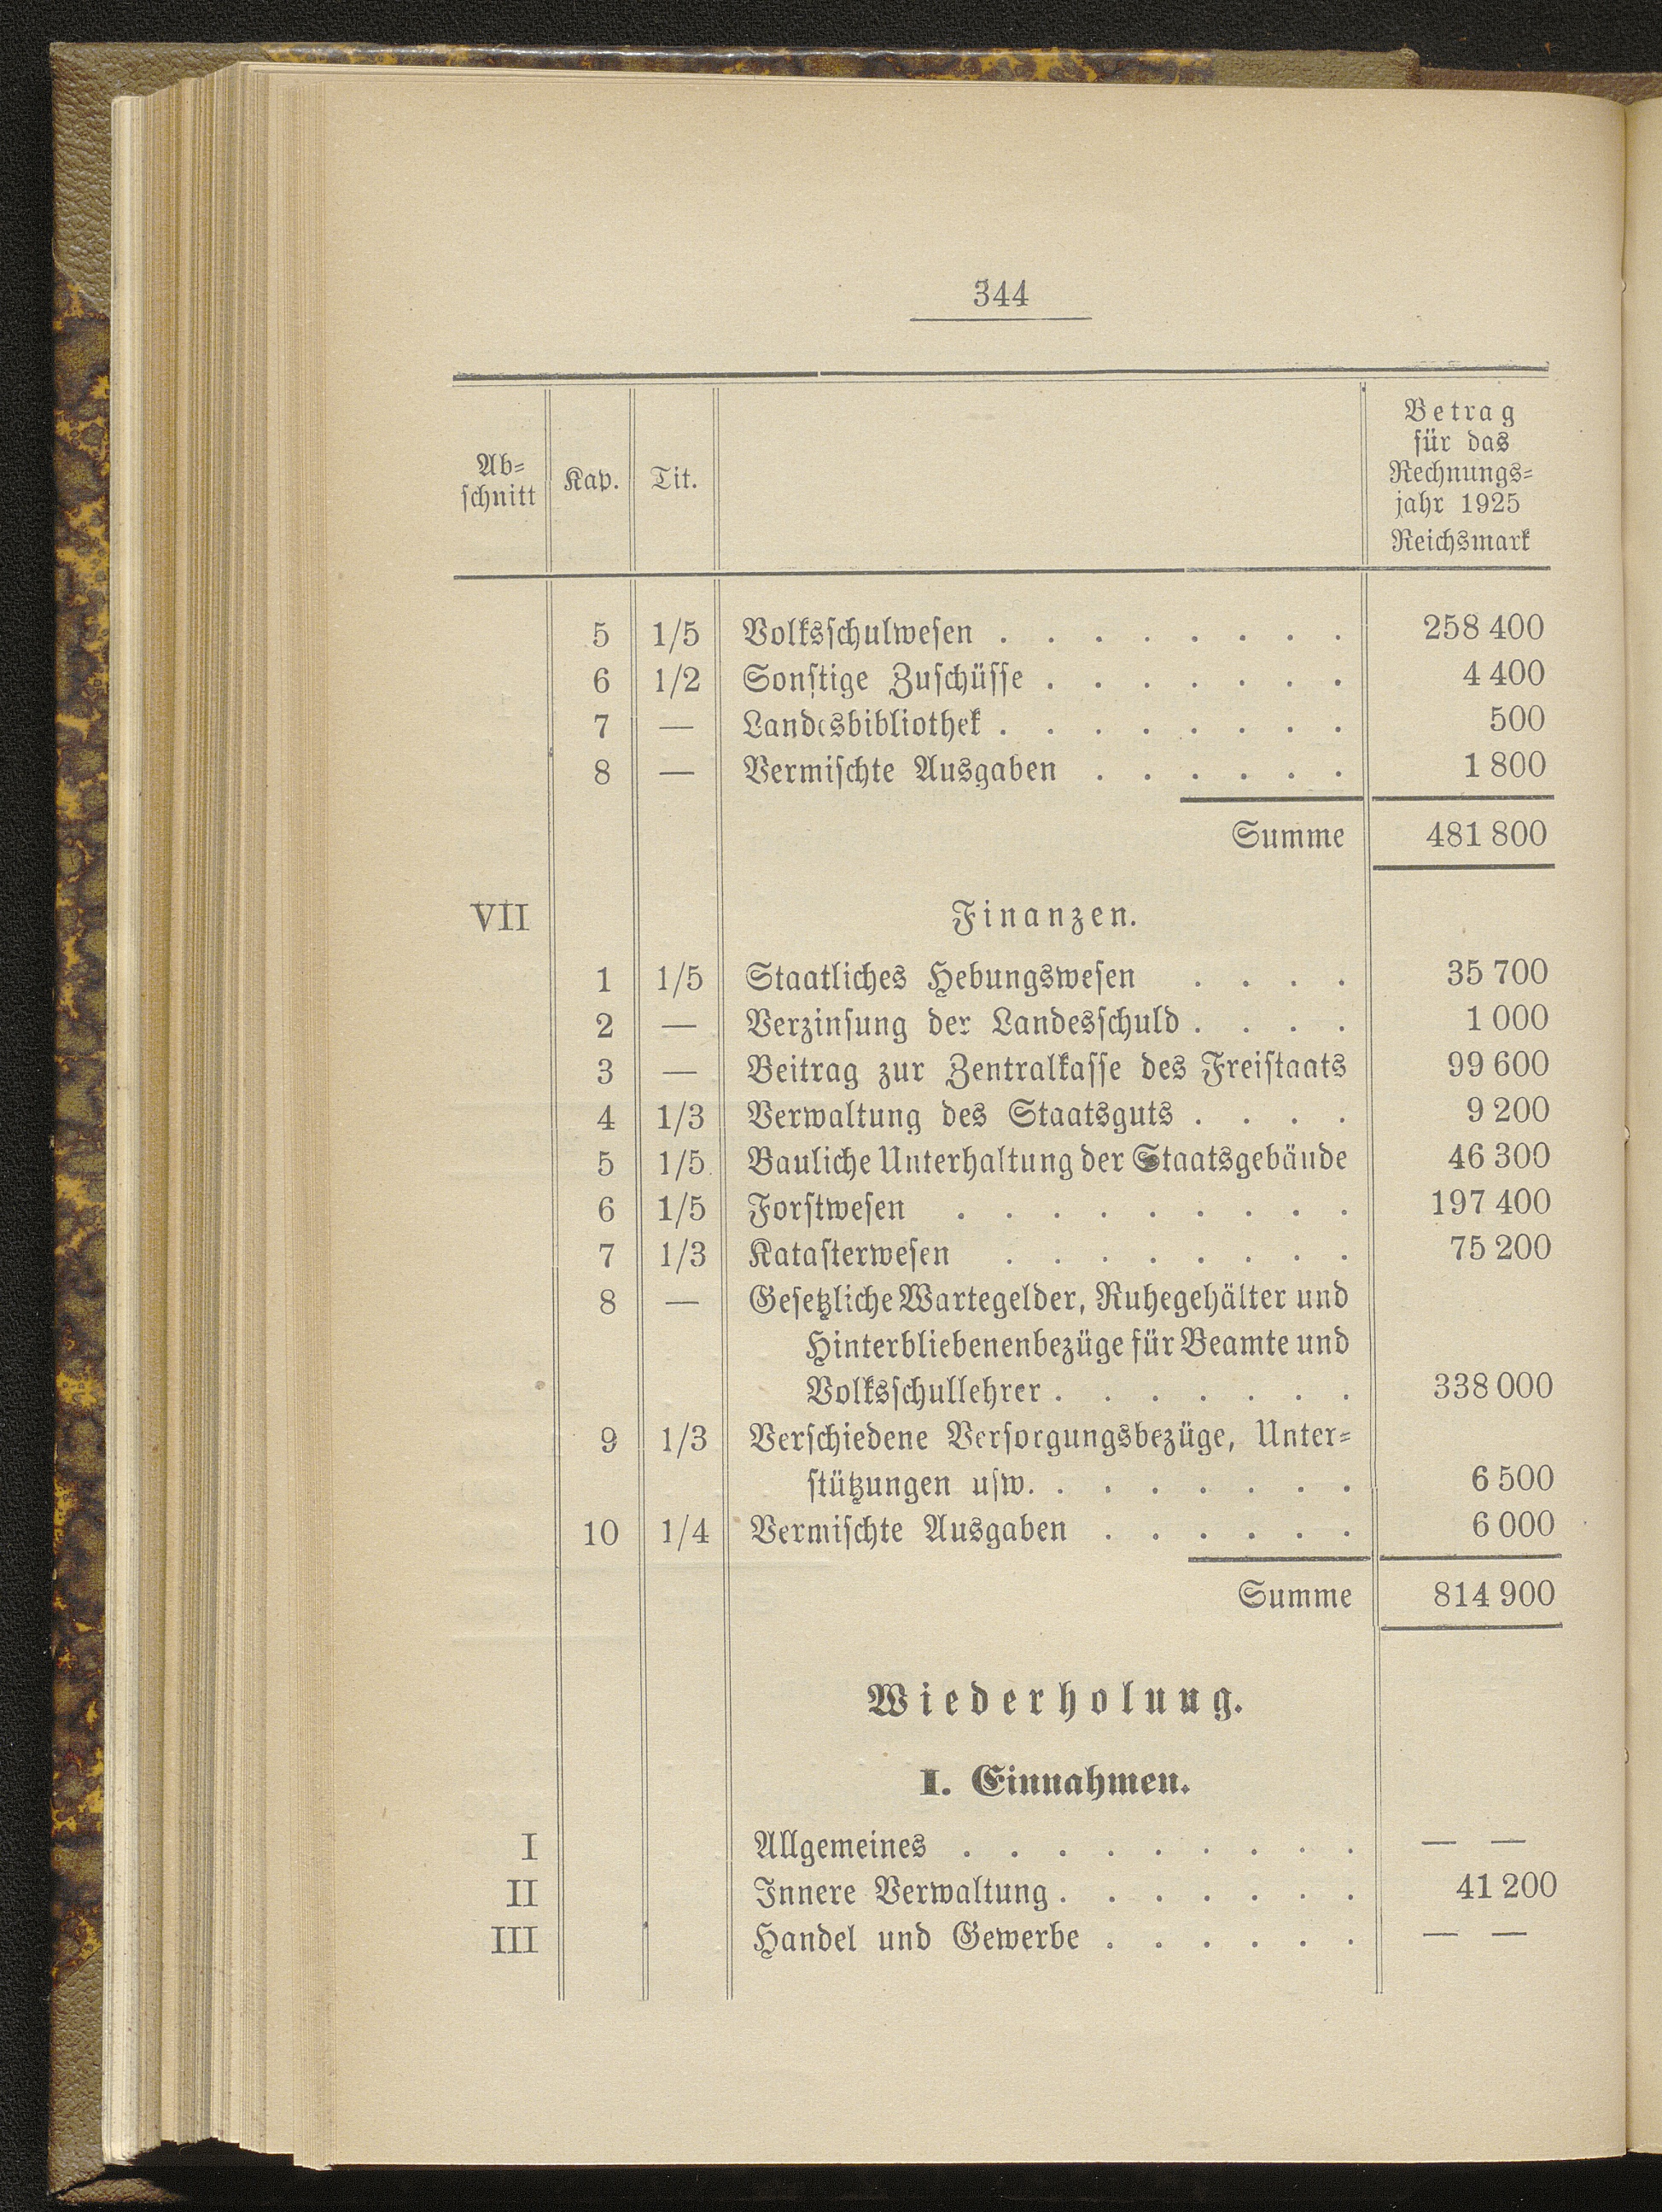 344
Ab-
schnitt Kap. Tit. Betrag
für das
Rechnungs-
jahr 1925
Reichsmark
5 1/5 Volksschulwesen . . . . . . . . 258 400
6 1/2 Sonstige Zuschüsse . . . . . . . 4 400
7 — Landesbibliothek . . . . . . . . 500
8 — Vermischte Ausgaben . . . . . . 1 800
Summe 481 800
VII Finanzen.
1 1/5 Staatliches Hebungswesen . . . . 35 700
2 — Verzinsung der Landesschuld . . . . 1 000
3 — Beitrag zur Zentralkasse des Freistaats 99 600
4 1/3 Verwaltung des Staatsguts . . . . 9 200
5 1/5 Bauliche Unterhaltung der Staatsgebäude 46 300
6 1/5 Forstwesen . . . . . . . . . 197 400
7 1/3 Katasterwesen . . . . . . . . 75 200
8 — Gesetzliche Wartegelder, Ruhegehälter und
Hinterbliebenenbezüge für Beamte und
Volksschullehrer . . . . . . . 338 000
9 1/3 Verschiedene Versorgungsbezüge, Unter-
stützungen usw. . . . . . . . 6 500
10 1/4 Vermischte Ausgaben . . . . . . 6 000
Summe 814 900
Wiederholung.
I. Einnahmen.
I Allgemeines . . . . . . . . . — —
II Innere Verwaltung . . . . . . . 41 200
III Handel und Gewerbe . . . . . . — —